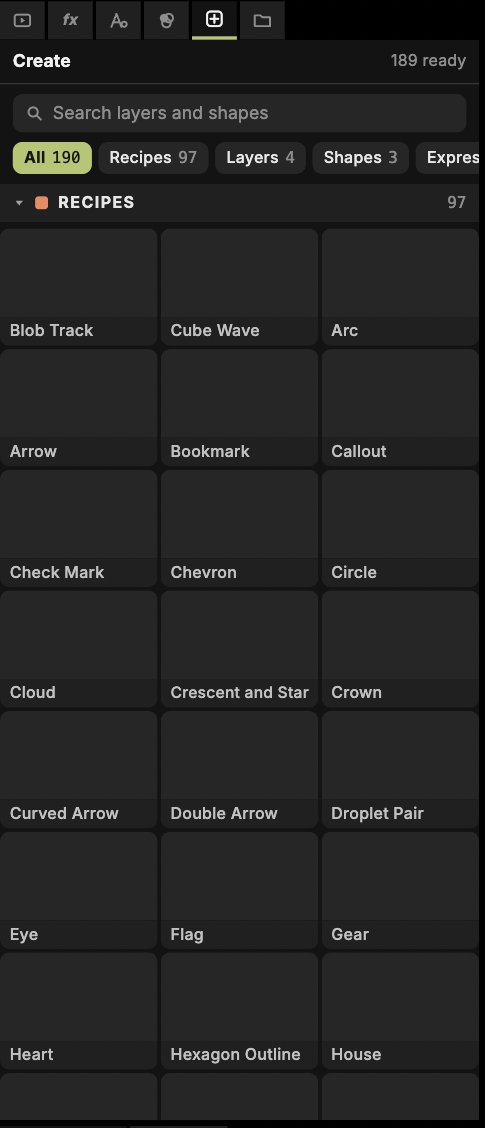 fx
Create 189 ready
Search layers and shapes
All 190 Recipes 97 Layers 4 Shapes 3 Expres
RECIPES 97
Blob Track Cube Wave Arc
Arrow Bookmark Callout
Check Mark Chevron Circle
Cloud Crescent and Star Crown
Curved Arrow Double Arrow Droplet Pair
Eye Flag Gear
Heart Hexagon Outline House